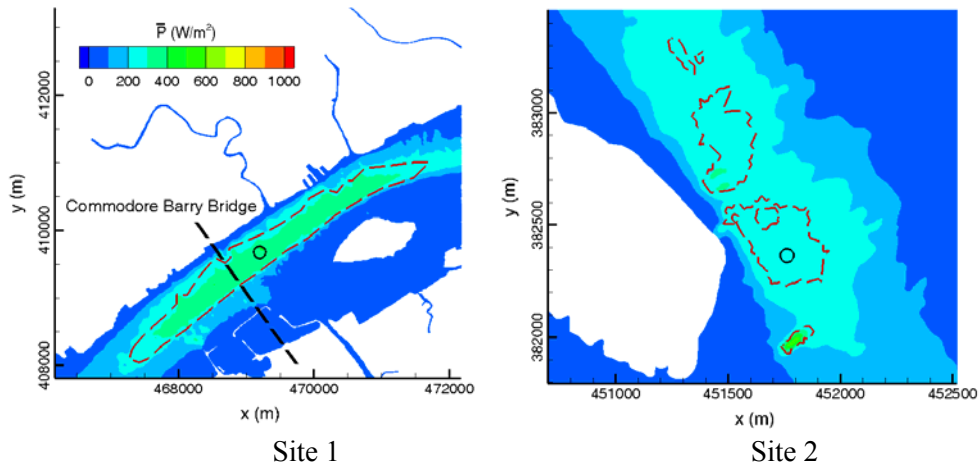 P̅ (W/m²)
0 200 400 600 800 1000
Commodore Barry Bridge
y (m)
412000
410000
408000
468000 470000 472000
x (m)
Site 1
y (m)
383000
382500
382000
451000 451500 452000 452500
x (m)
Site 2